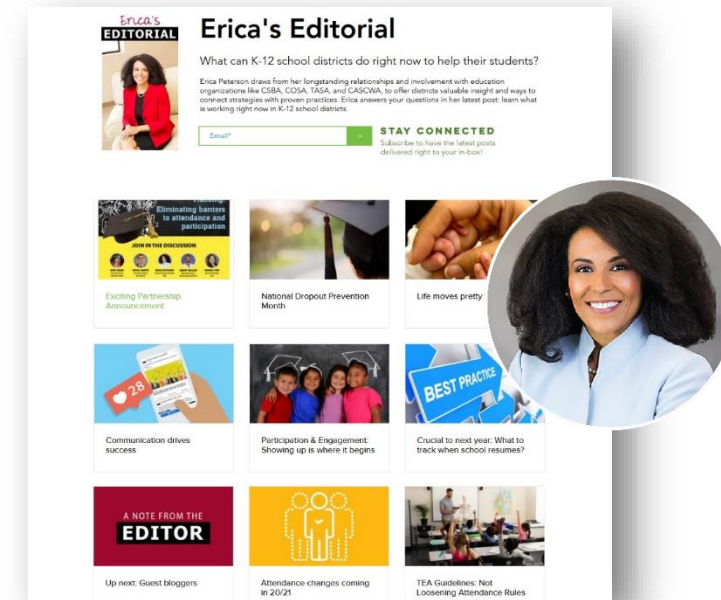 Erica's
EDITORIAL
Erica's Editorial
What can K-12 school districts do right now to help their students?
Erica Peterson draws from her longstanding relationships and involvement with education
organizations like CSBA, COSA, TASA, and CASCWA, to offer districts valuable insight and ways to
connect strategies with proven practices. Erica answers your questions in her latest post: learn what
is working right now in K-12 school districts.
Email*
>
STAY CONNECTED
Subscribe to have the latest posts
delivered right to your in-box!
Eliminating barriers
to attendance and
participation
JOIN IN THE DISCUSSION
Exciting Partnership
Announcement
National Dropout Prevention
Month
Life moves pretty
28
BEST PRACTICE
Communication drives
success
Participation & Engagement:
Showing up is where it begins
Crucial to next year: What to
track when school resumes?
A NOTE FROM THE
EDITOR
Up next: Guest bloggers
Attendance changes coming
in 20/21
TEA Guidelines: Not
Loosening Attendance Rules